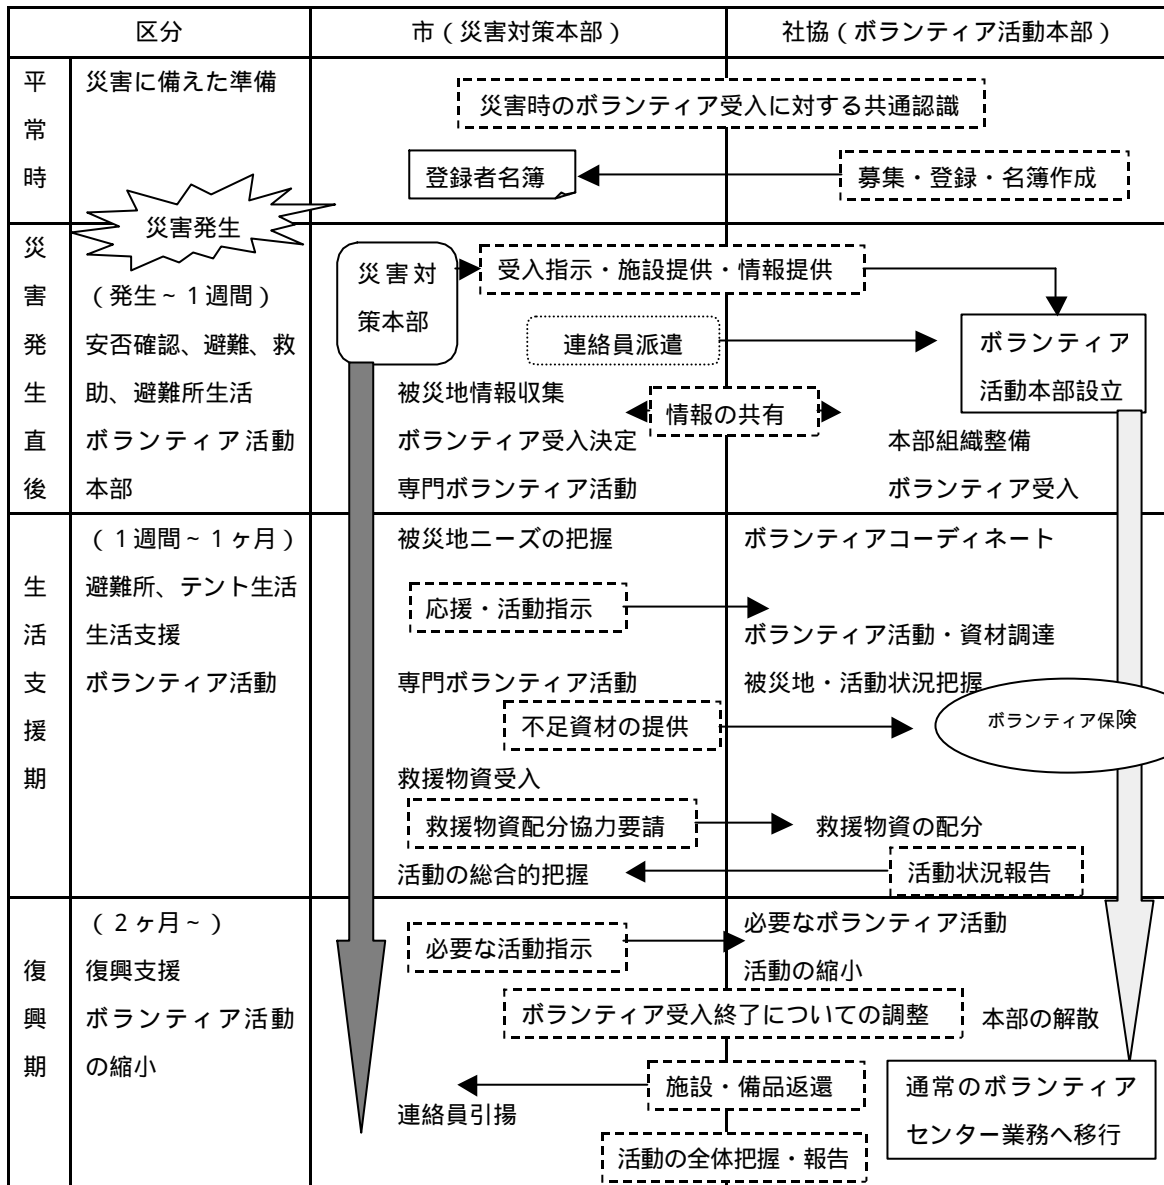 区分
市（災害対策本部）
社協（ボランティア活動本部）
平常時
災害に備えた準備
災害時のボランティア受入に対する共通認識
登録者名簿
募集・登録・名簿作成
災害発生
災害発生直後
（発生～１週間）
安否確認、避難、救
助、避難所生活
ボランティア活動
本部
災害対
策本部
受入指示・施設提供・情報提供
連絡員派遣
ボランティア
活動本部設立
被災地情報収集
情報の共有
ボランティア受入決定
本部組織整備
専門ボランティア活動
ボランティア受入
生活支援期
（１週間～１ヶ月）
避難所、テント生活
生活支援
ボランティア活動
被災地ニーズの把握
ボランティアコーディネート
応援・活動指示
ボランティア活動・資材調達
専門ボランティア活動
被災地・活動状況把握
不足資材の提供
ボランティア保険
救援物資受入
救援物資配分協力要請
救援物資の配分
活動の総合的把握
活動状況報告
復興期
（２ヶ月～）
復興支援
ボランティア活動
の縮小
必要なボランティア活動
必要な活動指示
活動の縮小
ボランティア受入終了についての調整
本部の解散
施設・備品返還
連絡員引揚
通常のボランティア
センター業務へ移行
活動の全体把握・報告